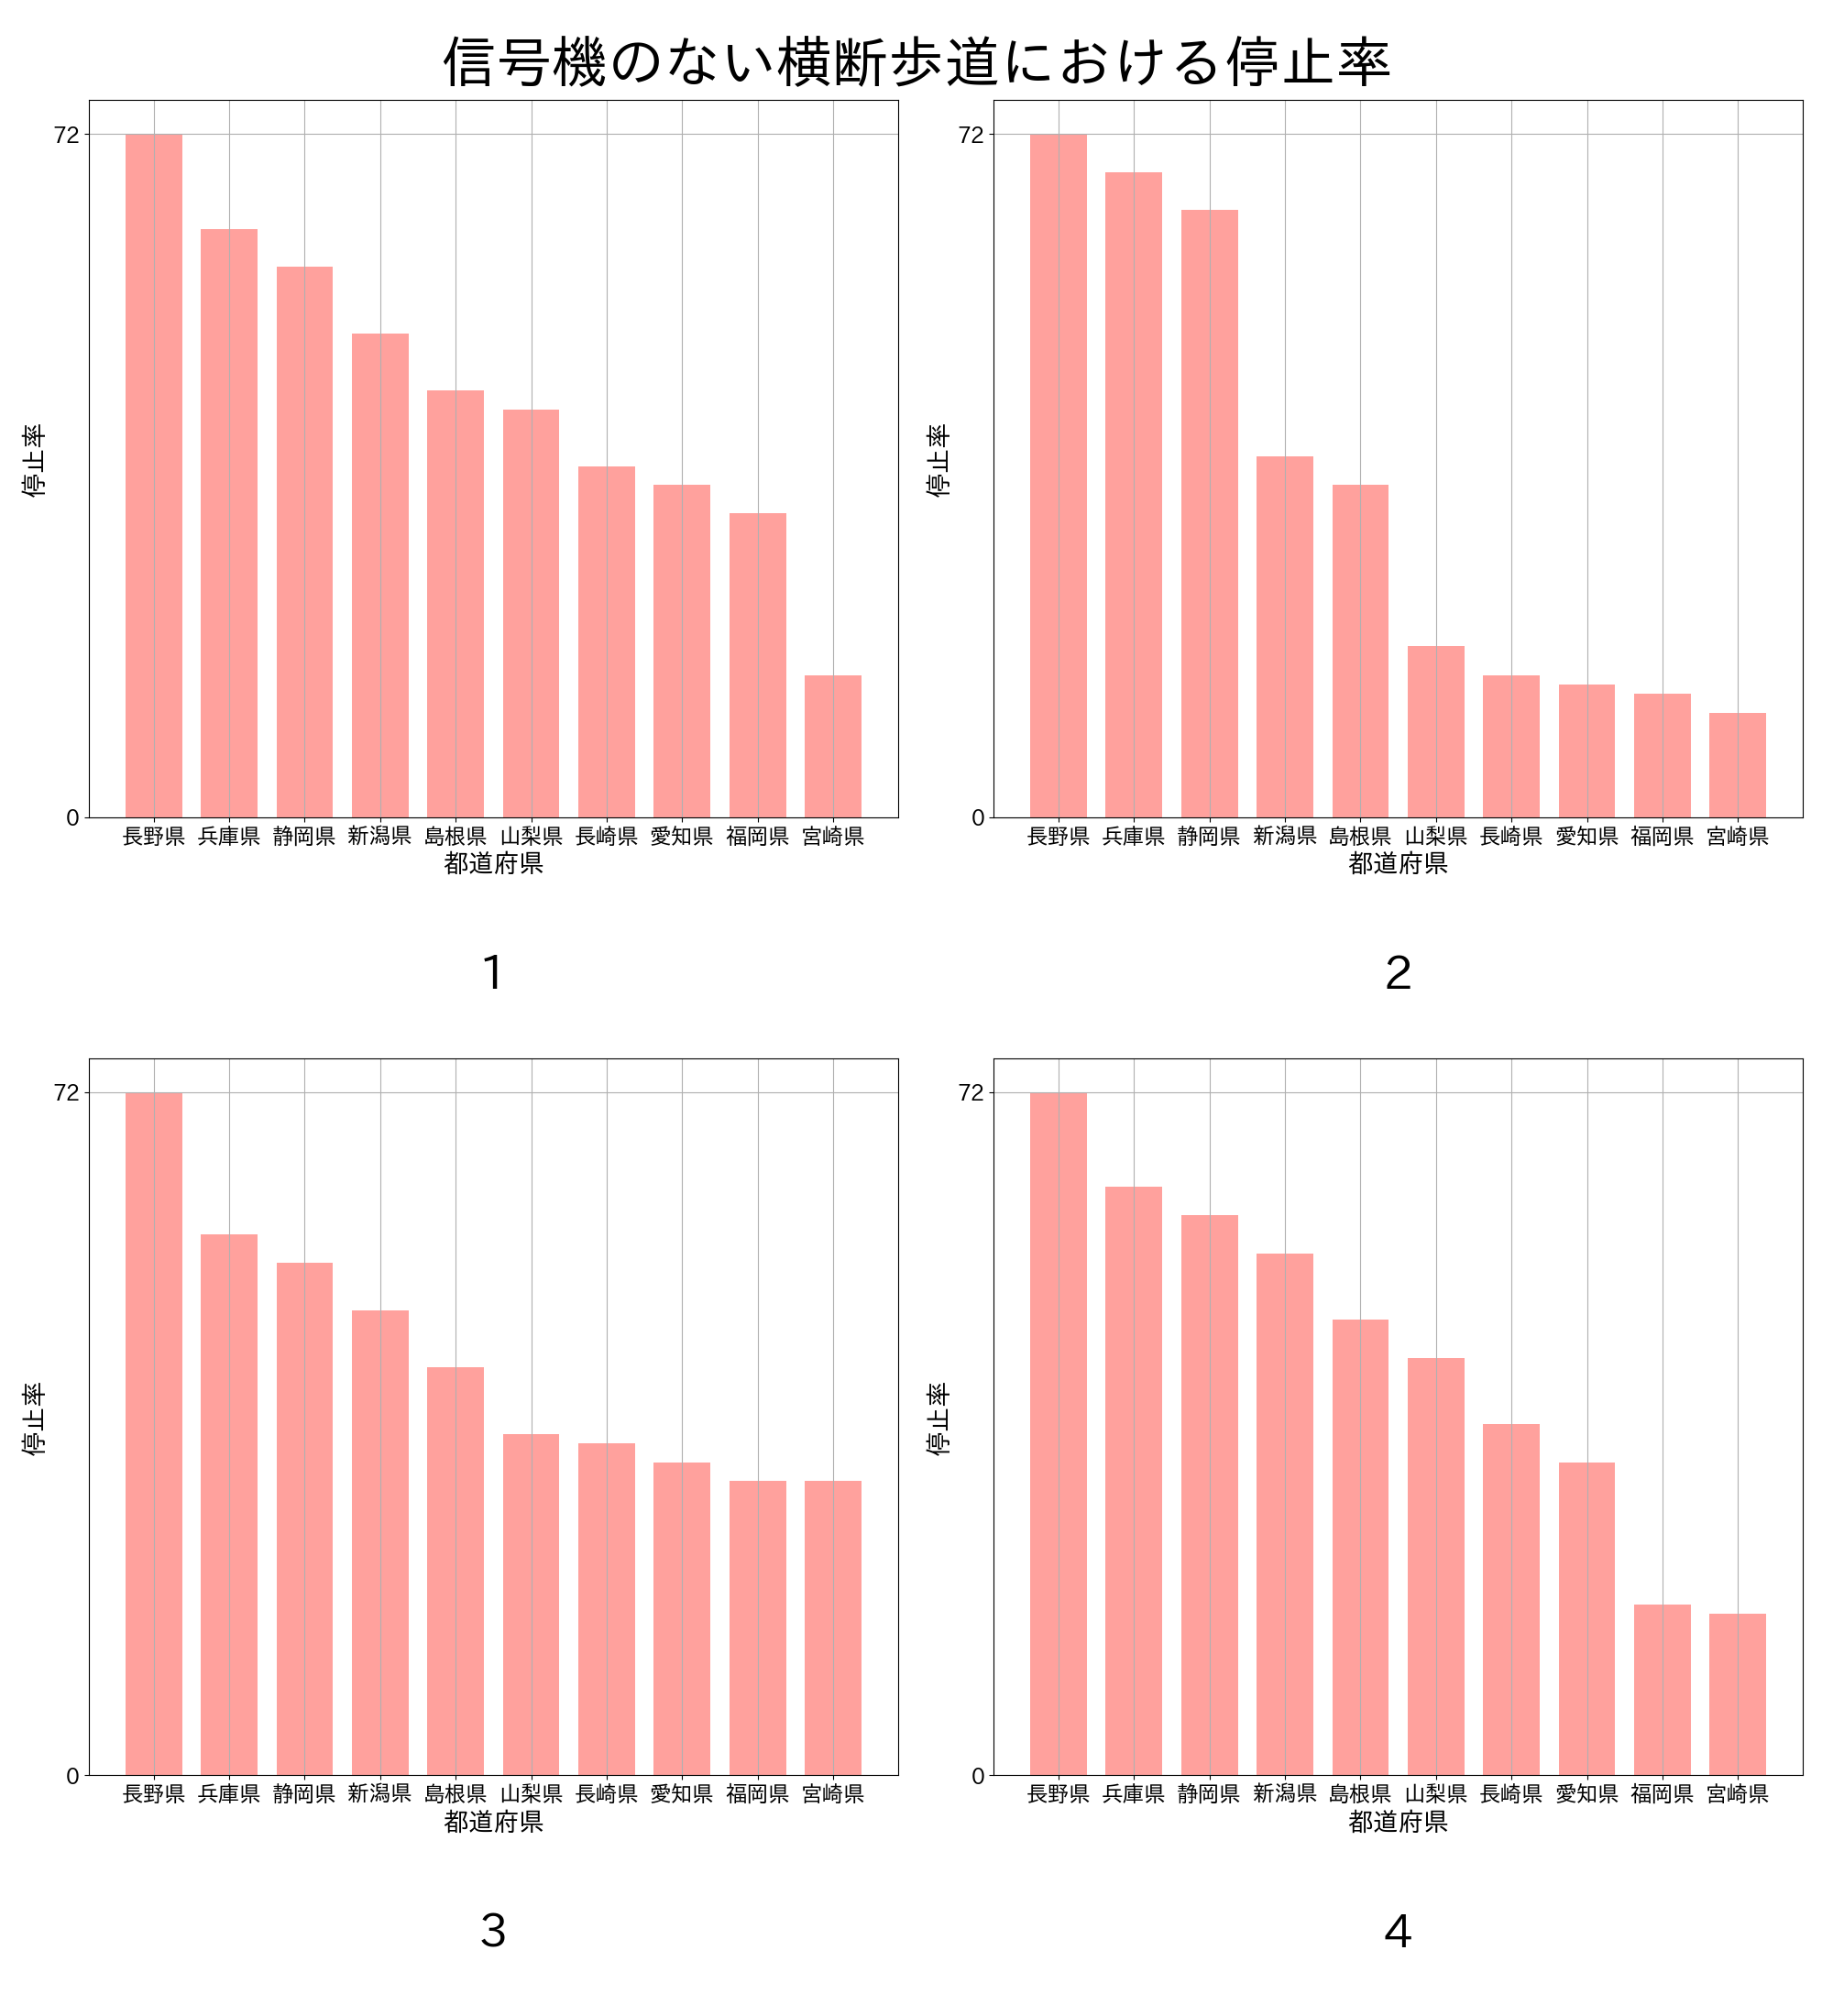 信号機のない横断歩道における停止率
72
0
停止率
長野県 兵庫県 静岡県 新潟県 島根県 山梨県 長崎県 愛知県 福岡県 宮崎県
都道府県
1
72
0
停止率
長野県 兵庫県 静岡県 新潟県 島根県 山梨県 長崎県 愛知県 福岡県 宮崎県
都道府県
2
72
0
停止率
長野県 兵庫県 静岡県 新潟県 島根県 山梨県 長崎県 愛知県 福岡県 宮崎県
都道府県
3
72
0
停止率
長野県 兵庫県 静岡県 新潟県 島根県 山梨県 長崎県 愛知県 福岡県 宮崎県
都道府県
4